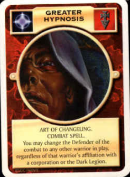 GREATER
HYPNOSIS
ART OF CHANGELING.
COMBAT SPELL.
You may change the Defender of the
combat to any other warrior in play,
regardless of that warrior's affiliation with
a corporation or the Dark Legion.